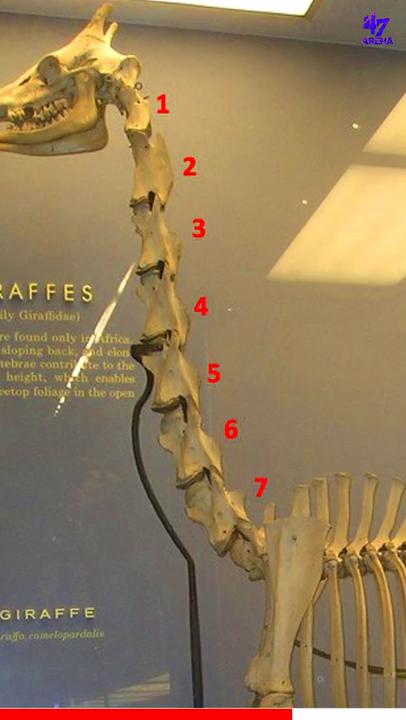 47
ARENA
1
2
3
4
5
6
7
RAFFES
ily Giraffidae)
re found only in Africa.
sloping back, and elon
tebrae contribute to the
height, which enables
eetop foliage in the open
GIRAFFE
raffa camelopardalis